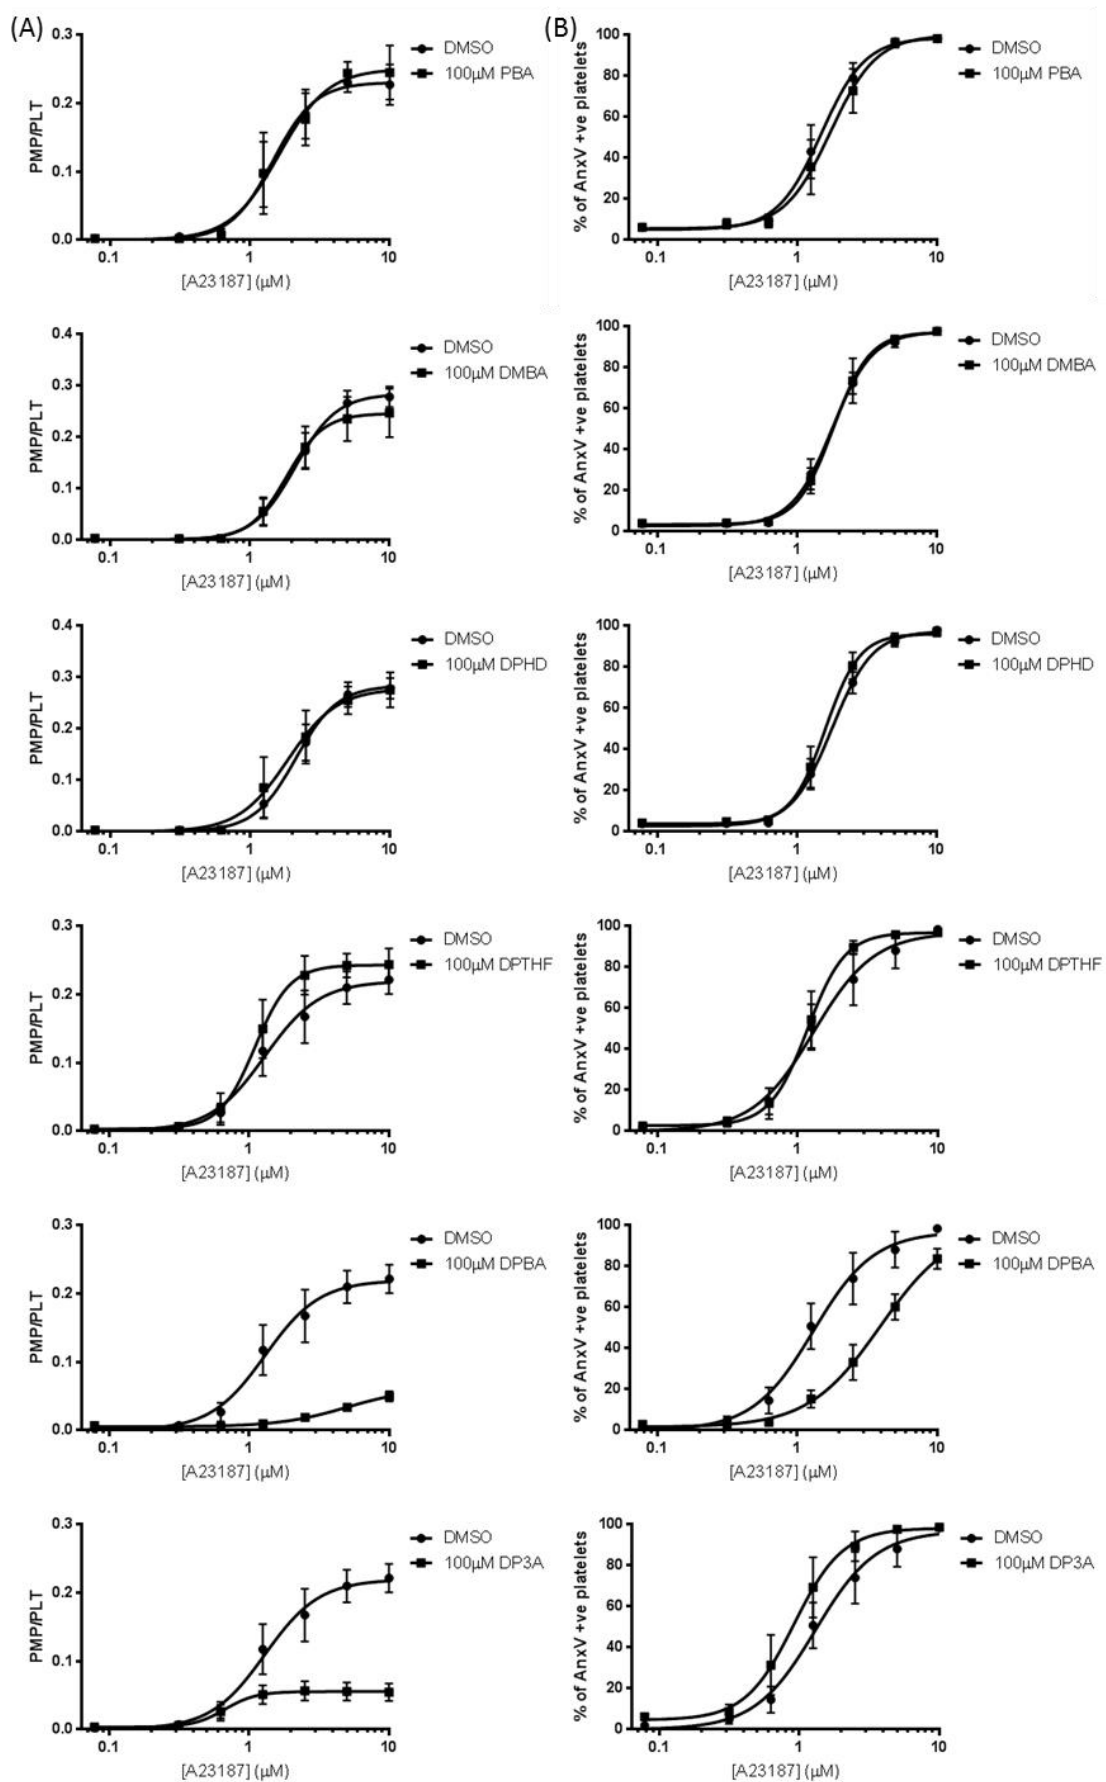 (A)
0.3
0.2
0.1
0.0
PMP/PLT
0.1 1 10
[A23187] (μM)
DMSO
100μM PBA
(B)
100
80
60
40
20
0
% of AnxV +ve platelets
0.1 1 10
[A23187] (μM)
DMSO
100μM PBA
0.4
0.3
0.2
0.1
0.0
PMP/PLT
0.1 1 10
[A23187] (μM)
DMSO
100μM DMBA
100
80
60
40
20
0
% of AnxV +ve platelets
0.1 1 10
[A23187] (μM)
DMSO
100μM DMBA
0.4
0.3
0.2
0.1
0.0
PMP/PLT
0.1 1 10
[A23187] (μM)
DMSO
100μM DPHD
100
80
60
40
20
0
% of AnxV +ve platelets
0.1 1 10
[A23187] (μM)
DMSO
100μM DPHD
0.3
0.2
0.1
0.0
PMP/PLT
0.1 1 10
[A23187] (μM)
DMSO
100μM DPTHF
100
80
60
40
20
0
% of AnxV +ve platelets
0.1 1 10
[A23187] (μM)
DMSO
100μM DPTHF
0.3
0.2
0.1
0.0
PMP/PLT
0.1 1 10
[A23187] (μM)
DMSO
100μM DPBA
100
80
60
40
20
0
% of AnxV +ve platelets
0.1 1 10
[A23187] (μM)
DMSO
100μM DPBA
0.3
0.2
0.1
0.0
PMP/PLT
0.1 1 10
[A23187] (μM)
DMSO
100μM DP3A
100
80
60
40
20
0
% of AnxV +ve platelets
0.1 1 10
[A23187] (μM)
DMSO
100μM DP3A